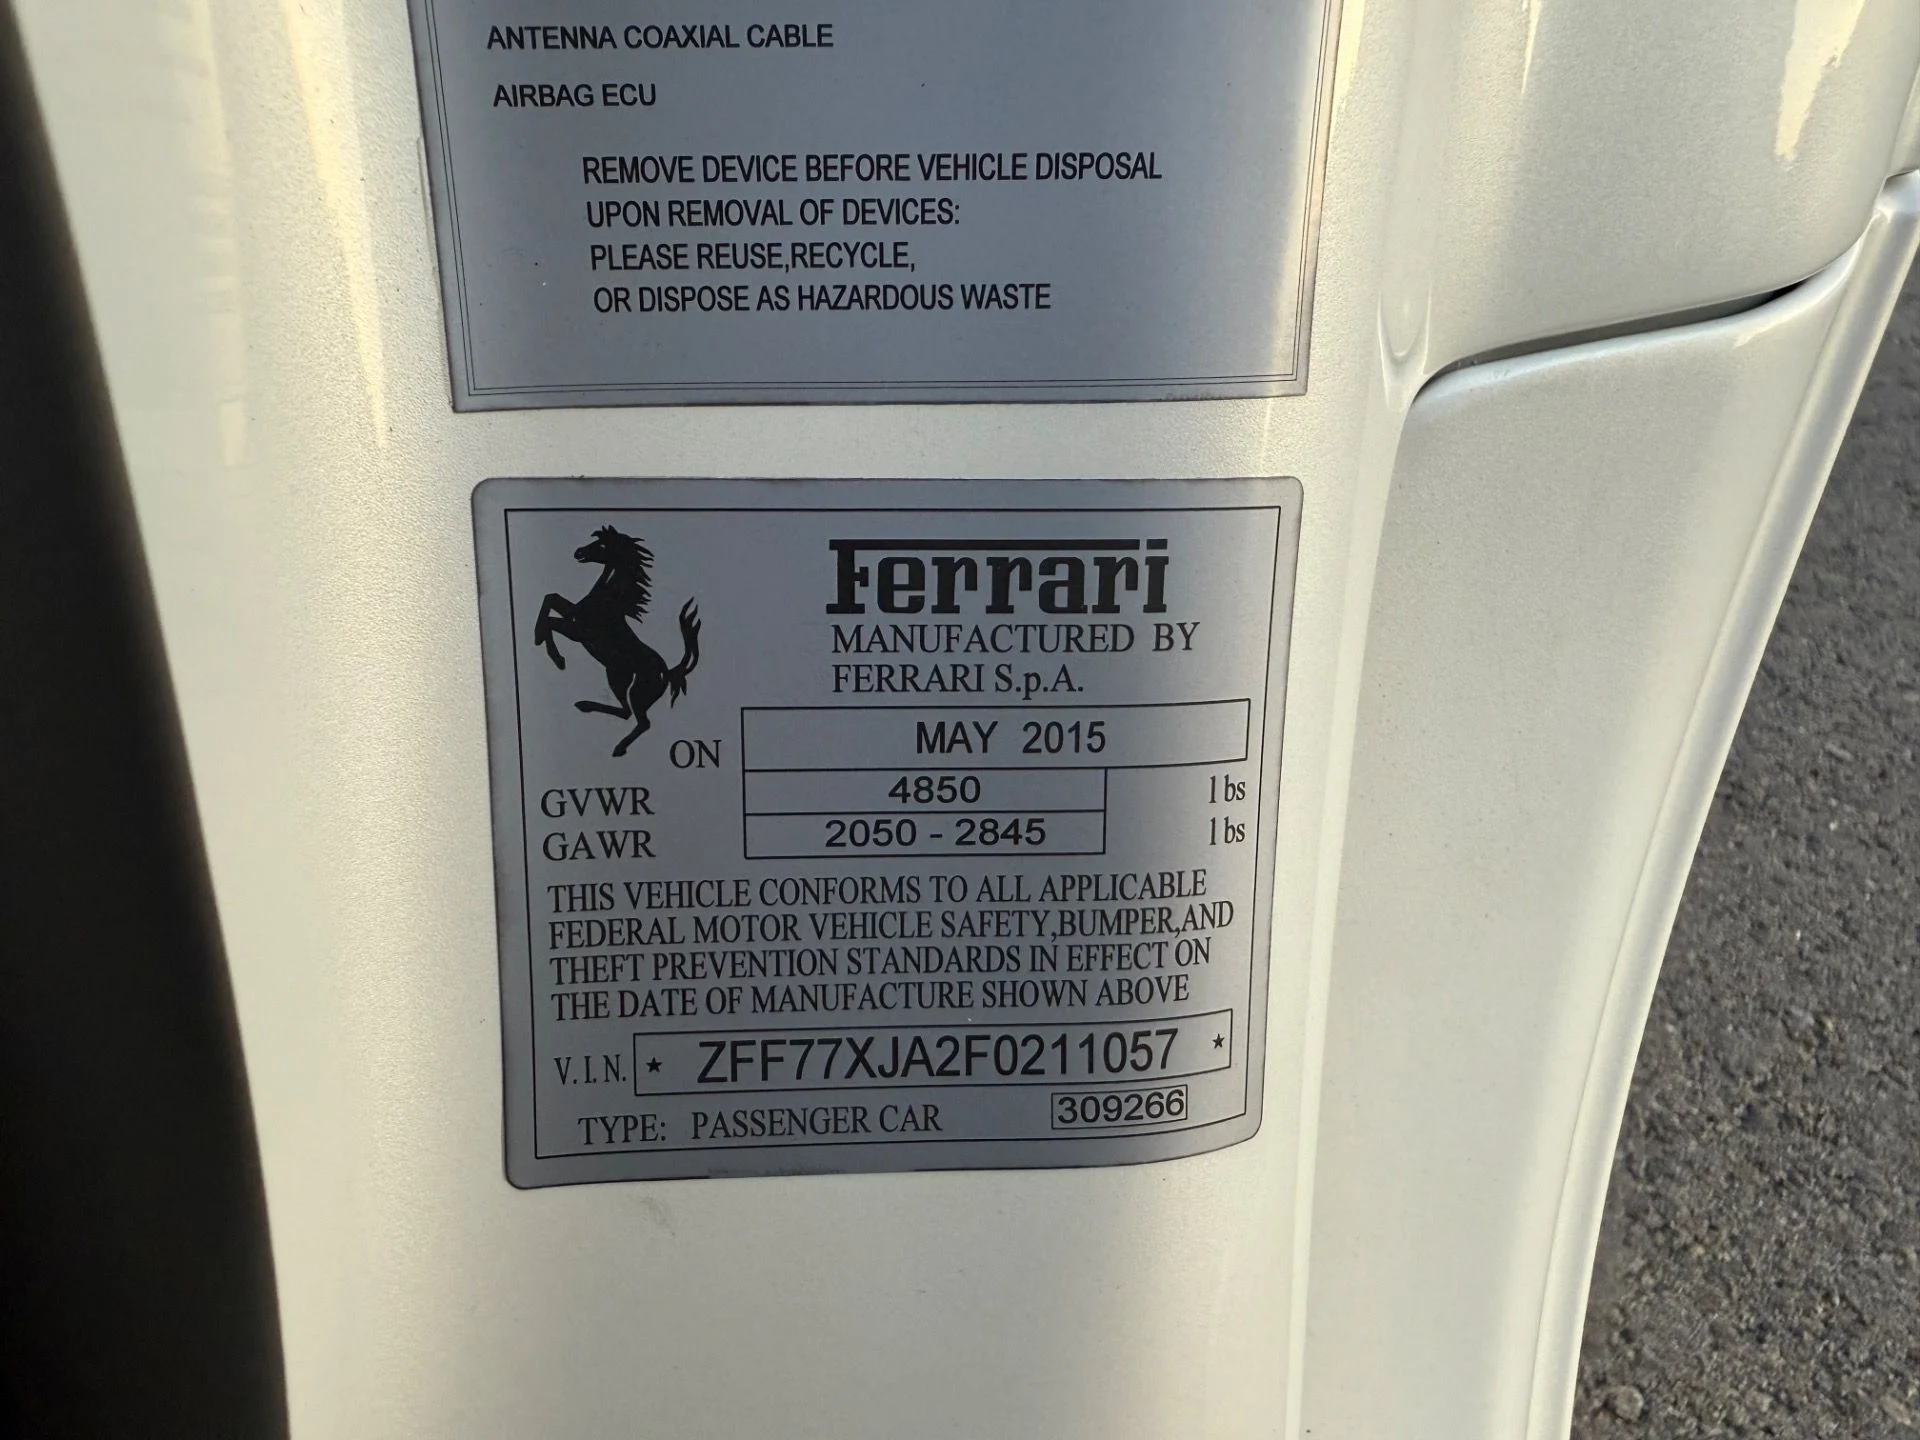 ANTENNA COAXIAL CABLE
AIRBAG ECU
REMOVE DEVICE BEFORE VEHICLE DISPOSAL
UPON REMOVAL OF DEVICES:
PLEASE REUSE,RECYCLE,
OR DISPOSE AS HAZARDOUS WASTE
Ferrari
MANUFACTURED BY
FERRARI S.p.A.
ON MAY 2015
GVWR 4850 lbs
GAWR 2050 - 2845 lbs
THIS VEHICLE CONFORMS TO ALL APPLICABLE
FEDERAL MOTOR VEHICLE SAFETY,BUMPER,AND
THEFT PREVENTION STANDARDS IN EFFECT ON
THE DATE OF MANUFACTURE SHOWN ABOVE
V.I.N. ★ ZFF77XJA2F0211057 ★
TYPE: PASSENGER CAR 309266